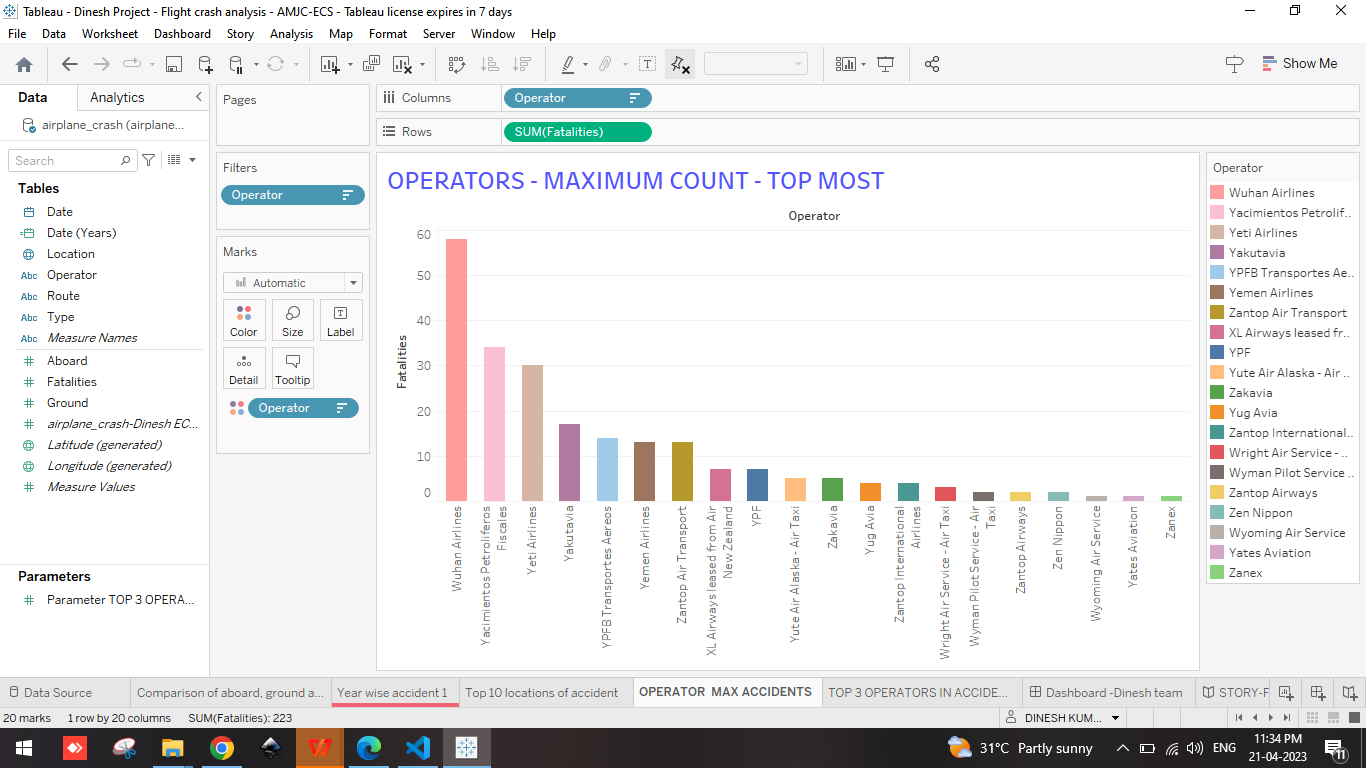 Tableau - Dinesh Project - Flight crash analysis - AMJC-ECS - Tableau license expires in 7 days
File Data Worksheet Dashboard Story Analysis Map Format Server Window Help
Show Me
Data Analytics
airplane_crash (airplane...
Search
Tables
Date
Date (Years)
Location
Abc Operator
Abc Route
Abc Type
Abc Measure Names
Aboard
Fatalities
Ground
airplane_crash-Dinesh EC...
Latitude (generated)
Longitude (generated)
Measure Values
Parameters
Parameter TOP 3 OPERA...
Pages
Filters
Operator
Marks
Automatic
Color Size Label
Detail Tooltip
Operator
Columns Operator
Rows SUM(Fatalities)
OPERATORS - MAXIMUM COUNT - TOP MOST
Operator
Fatalities
60
50
40
30
20
10
0
Wuhan Airlines
Yacimientos Petroliferos
Fiscales
Yeti Airlines
Yakutavia
YPFB Transportes Aereos
Yemen Airlines
Zantop Air Transport
XL Airways leased from Air
New Zealand
YPF
Yute Air Alaska - Air Taxi
Zakavia
Yug Avia
Zantop International
Airlines
Wright Air Service - Air Taxi
Wyman Pilot Service - Air
Taxi
Zantop Airways
Zen Nippon
Wyoming Air Service
Yates Aviation
Zanex
Operator
Wuhan Airlines
Yacimientos Petrolif..
Yeti Airlines
Yakutavia
YPFB Transportes Ae..
Yemen Airlines
Zantop Air Transport
XL Airways leased fr..
YPF
Yute Air Alaska - Air ..
Zakavia
Yug Avia
Zantop International..
Wright Air Service - ..
Wyman Pilot Service ..
Zantop Airways
Zen Nippon
Wyoming Air Service
Yates Aviation
Zanex
Data Source Comparison of aboard, ground a... Year wise accident 1 Top 10 locations of accident OPERATOR MAX ACCIDENTS TOP 3 OPERATORS IN ACCIDE... Dashboard -Dinesh team STORY-F
20 marks 1 row by 20 columns SUM(Fatalities): 223 DINESH KUM...
31°C Partly sunny ENG 11:34 PM
21-04-2023
11